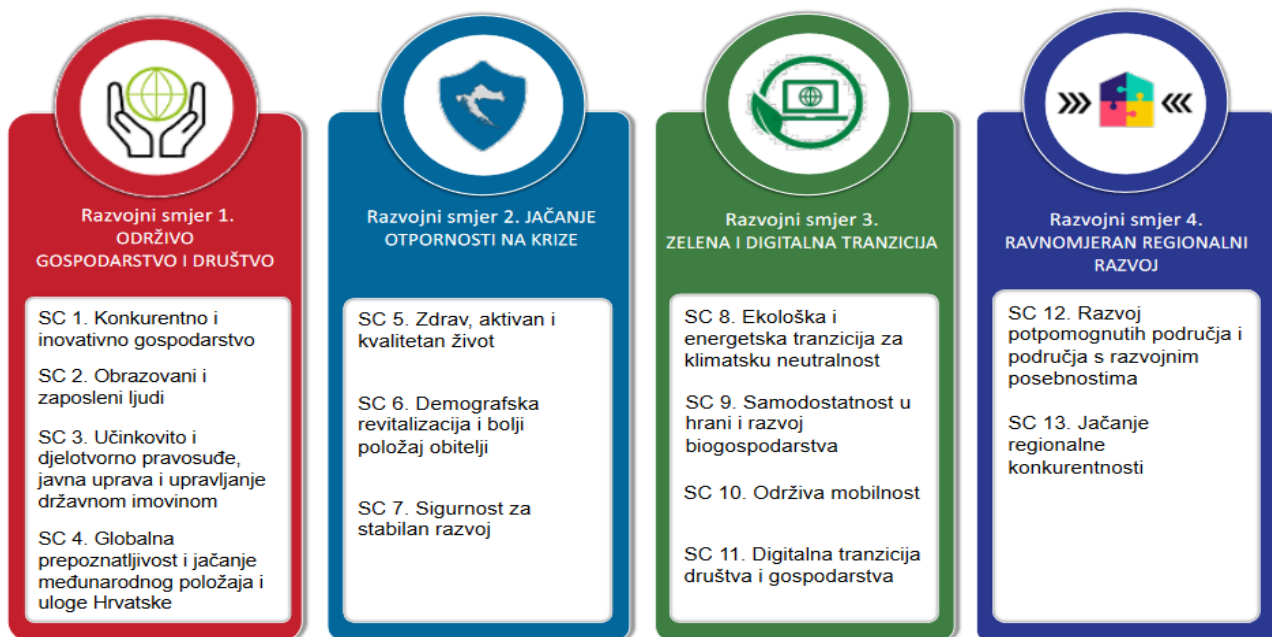 Razvojni smjer 1.
ODRŽIVO
GOSPODARSTVO I DRUŠTVO
SC 1. Konkurentno i
inovativno gospodarstvo
SC 2. Obrazovani i
zaposleni ljudi
SC 3. Učinkovito i
djelotvorno pravosuđe,
javna uprava i upravljanje
državnom imovinom
SC 4. Globalna
prepoznatljivost i jačanje
međunarodnog položaja i
uloge Hrvatske
Razvojni smjer 2. JAČANJE
OTPORNOSTI NA KRIZE
SC 5. Zdrav, aktivan i
kvalitetan život
SC 6. Demografska
revitalizacija i bolji
položaj obitelji
SC 7. Sigurnost za
stabilan razvoj
Razvojni smjer 3.
ZELENA I DIGITALNA TRANZICIJA
SC 8. Ekološka i
energetska tranzicija za
klimatsku neutralnost
SC 9. Samodostatnost u
hrani i razvoj
biogospodarstva
SC 10. Održiva mobilnost
SC 11. Digitalna tranzicija
društva i gospodarstva
Razvojni smjer 4.
RAVNOMJERAN REGIONALNI
RAZVOJ
SC 12. Razvoj
potpomognutih područja i
područja s razvojnim
posebnostima
SC 13. Jačanje
regionalne
konkurentnosti